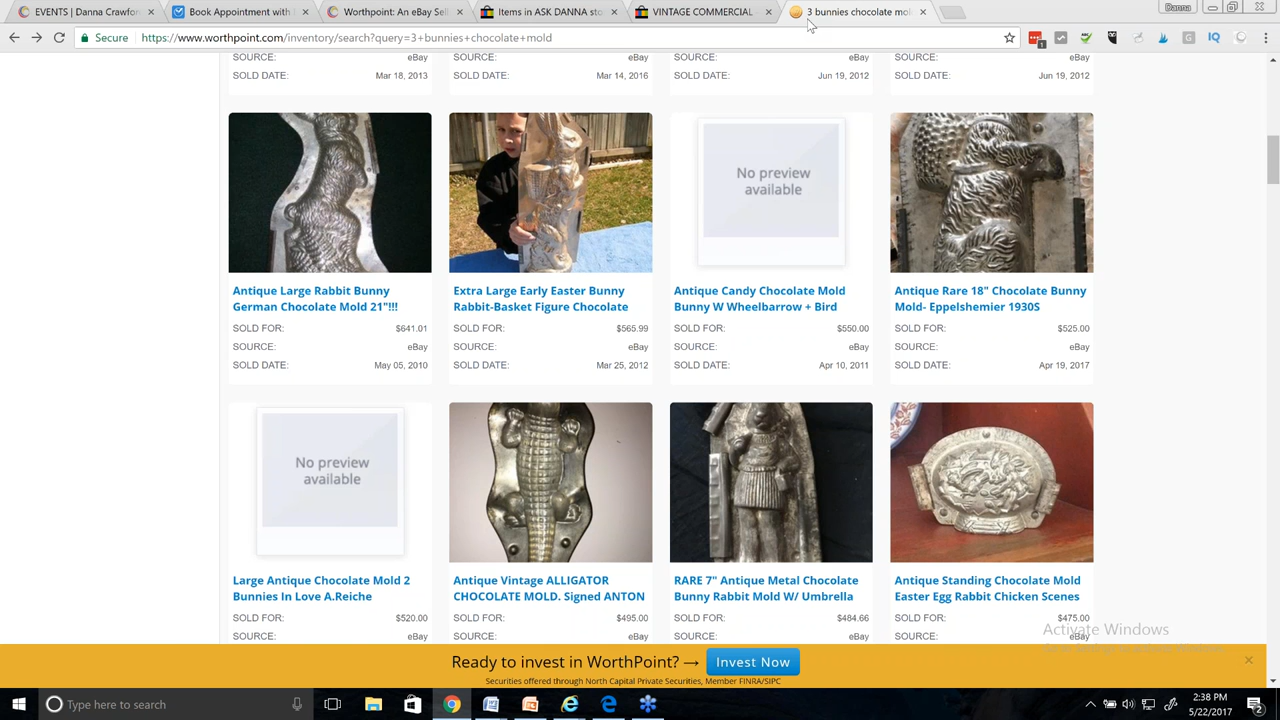 EVENTS | Danna Crawford
Book Appointment with
Worthpoint: An eBay Sell
Items in ASK DANNA sto
VINTAGE COMMERCIAL
3 bunnies chocolate mol
Danna
Secure https://www.worthpoint.com/inventory/search?query=3+bunnies+chocolate+mold
SOURCE: eBay
SOLD DATE: Mar 18, 2013
SOURCE: eBay
SOLD DATE: Mar 14, 2016
SOURCE: eBay
SOLD DATE: Jun 19, 2012
SOURCE: eBay
SOLD DATE: Jun 19, 2012
Antique Large Rabbit Bunny
German Chocolate Mold 21"!!!
SOLD FOR: $641.01
SOURCE: eBay
SOLD DATE: May 05, 2010
Extra Large Early Easter Bunny
Rabbit-Basket Figure Chocolate
SOLD FOR: $565.99
SOURCE: eBay
SOLD DATE: Mar 25, 2012
No preview
available
Antique Candy Chocolate Mold
Bunny W Wheelbarrow + Bird
SOLD FOR: $550.00
SOURCE: eBay
SOLD DATE: Apr 10, 2011
Antique Rare 18" Chocolate Bunny
Mold- Eppelshemier 1930S
SOLD FOR: $525.00
SOURCE: eBay
SOLD DATE: Apr 19, 2017
No preview
available
Large Antique Chocolate Mold 2
Bunnies In Love A.Reiche
SOLD FOR: $520.00
SOURCE: eBay
Antique Vintage ALLIGATOR
CHOCOLATE MOLD. Signed ANTON
SOLD FOR: $495.00
SOURCE: eBay
RARE 7" Antique Metal Chocolate
Bunny Rabbit Mold W/ Umbrella
SOLD FOR: $484.66
SOURCE: eBay
Antique Standing Chocolate Mold
Easter Egg Rabbit Chicken Scenes
SOLD FOR: $475.00
SOURCE: eBay
Activate Windows
Ready to invest in WorthPoint? → Invest Now
Securities offered through North Capital Private Securities, Member FINRA/SIPC
Type here to search
2:38 PM
5/22/2017